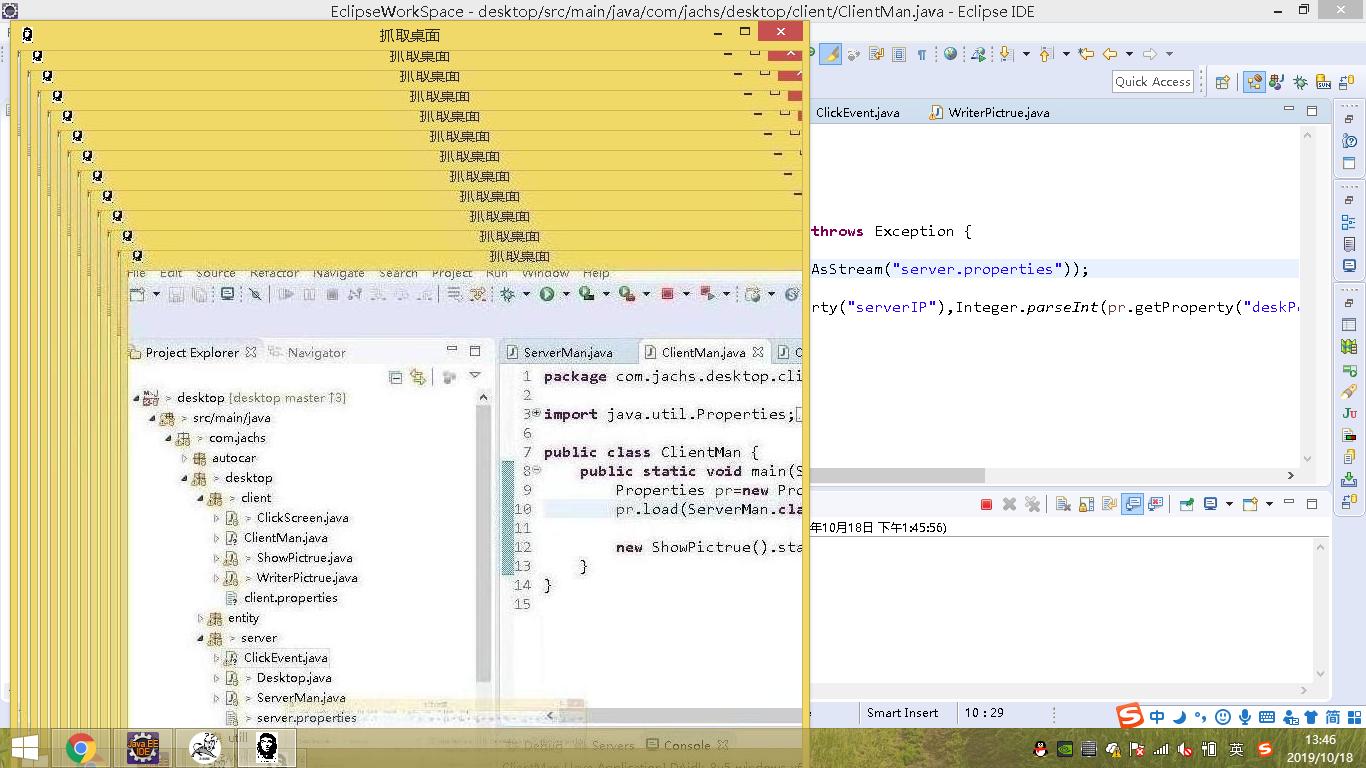 EclipseWorkSpace - desktop/src/main/java/com/jachs/desktop/client/ClientMan.java - Eclipse IDE
抓取桌面
抓取桌面
抓取桌面
抓取桌面
抓取桌面
抓取桌面
抓取桌面
抓取桌面
抓取桌面
抓取桌面
抓取桌面
抓取桌面
Quick Access
ClickEvent.java
WriterPictrue.java
throws Exception {
AsStream("server.properties"));
rty("serverIP"),Integer.parseInt(pr.getProperty("deskP
File Edit Source Refactor Navigate Search Project Run Window Help
Project Explorer
Navigator
ServerMan.java
ClientMan.java
> desktop [desktop master ↑3]
> src/main/java
> com.jachs
autocar
> desktop
> client
> ClickScreen.java
> ClientMan.java
> ShowPictrue.java
> WriterPictrue.java
client.properties
entity
> server
> ClickEvent.java
> Desktop.java
> ServerMan.java
> server.properties
util
1 package com.jachs.desktop.cli
2
3 import java.util.Properties;
6
7 public class ClientMan {
8 public static void main(S
9 Properties pr=new Pro
10 pr.load(ServerMan.cla
11
12 new ShowPictrue().sta
13 }
14 }
15
年10月18日 下午1:45:56)
Debug
Servers
Console
Smart Insert
10 : 29
中
简
Java EE
IDE
英
13:46
2019/10/18